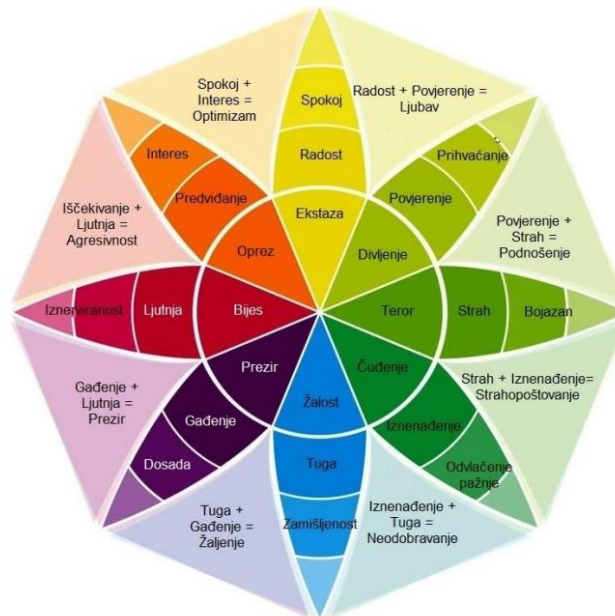 Spokoj +
Interes =
Optimizam
Spokoj
Radost
Ekstaza
Radost + Povjerenje =
Ljubav
Prihvaćanje
Povjerenje
Divljenje
Povjerenje +
Strah =
Podnošenje
Interes
Predviđanje
Oprez
Iščekivanje +
Ljutnja =
Agresivnost
Iznerviranost
Ljutnja
Bijes
Teror
Strah
Bojazan
Gađenje +
Ljutnja =
Prezir
Prezir
Gađenje
Dosada
Žalost
Tuga
Zamišljenost
Čuđenje
Iznenađenje
Odvlačenje
pažnje
Strah + Iznenađenje=
Strahopoštovanje
Tuga +
Gađenje =
Žaljenje
Iznenađenje +
Tuga =
Neodobravanje